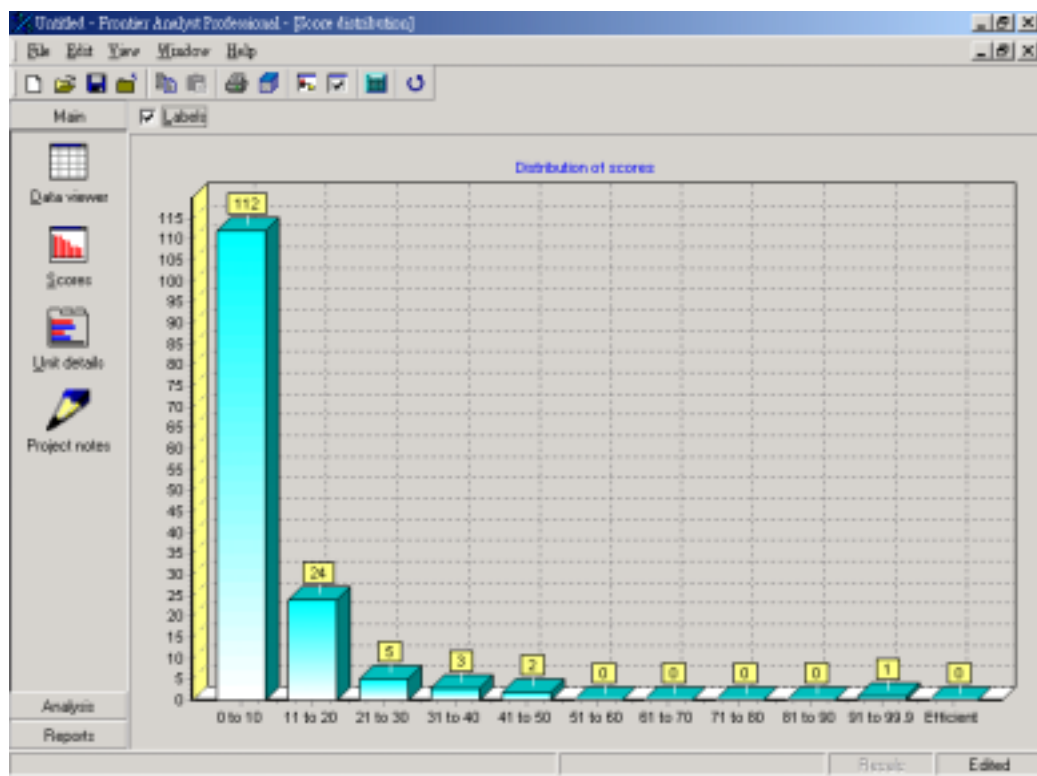 Untitled - Frontier Analyst Professional - [Score distribution]
File Edit View Window Help
Main
Labels
Data viewer
Scores
Unit details
Project notes
Analysis
Reports
Distribution of scores
112
24
5
3
2
0
0
0
0
1
0
115
110
105
100
95
90
85
80
75
70
65
60
55
50
45
40
35
30
25
20
15
10
5
0
0 to 10 11 to 20 21 to 30 31 to 40 41 to 50 51 to 60 61 to 70 71 to 80 81 to 90 91 to 99.9 Efficient
Edited